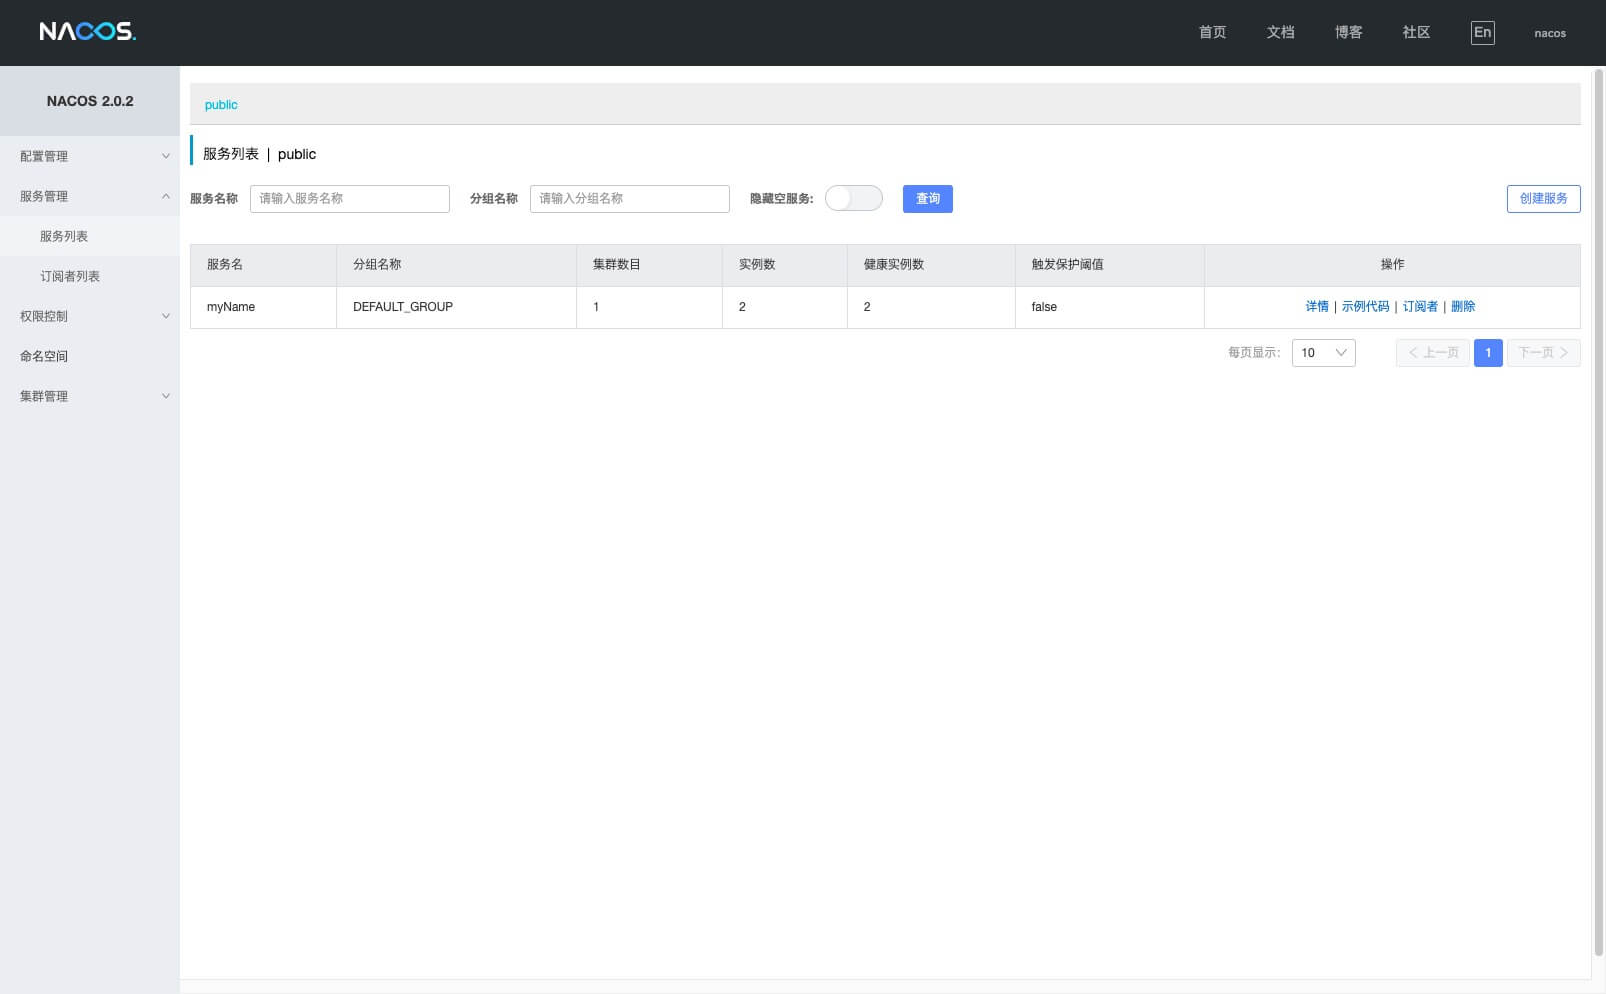 NACOS.
首页 文档 博客 社区 En nacos
NACOS 2.0.2
配置管理
服务管理
服务列表
订阅者列表
权限控制
命名空间
集群管理
public
服务列表 | public
服务名称 请输入服务名称 分组名称 请输入分组名称 隐藏空服务: 查询 创建服务
服务名 分组名称 集群数目 实例数 健康实例数 触发保护阈值 操作
myName DEFAULT_GROUP 1 2 2 false 详情 | 示例代码 | 订阅者 | 删除
每页显示: 10 上一页 1 下一页